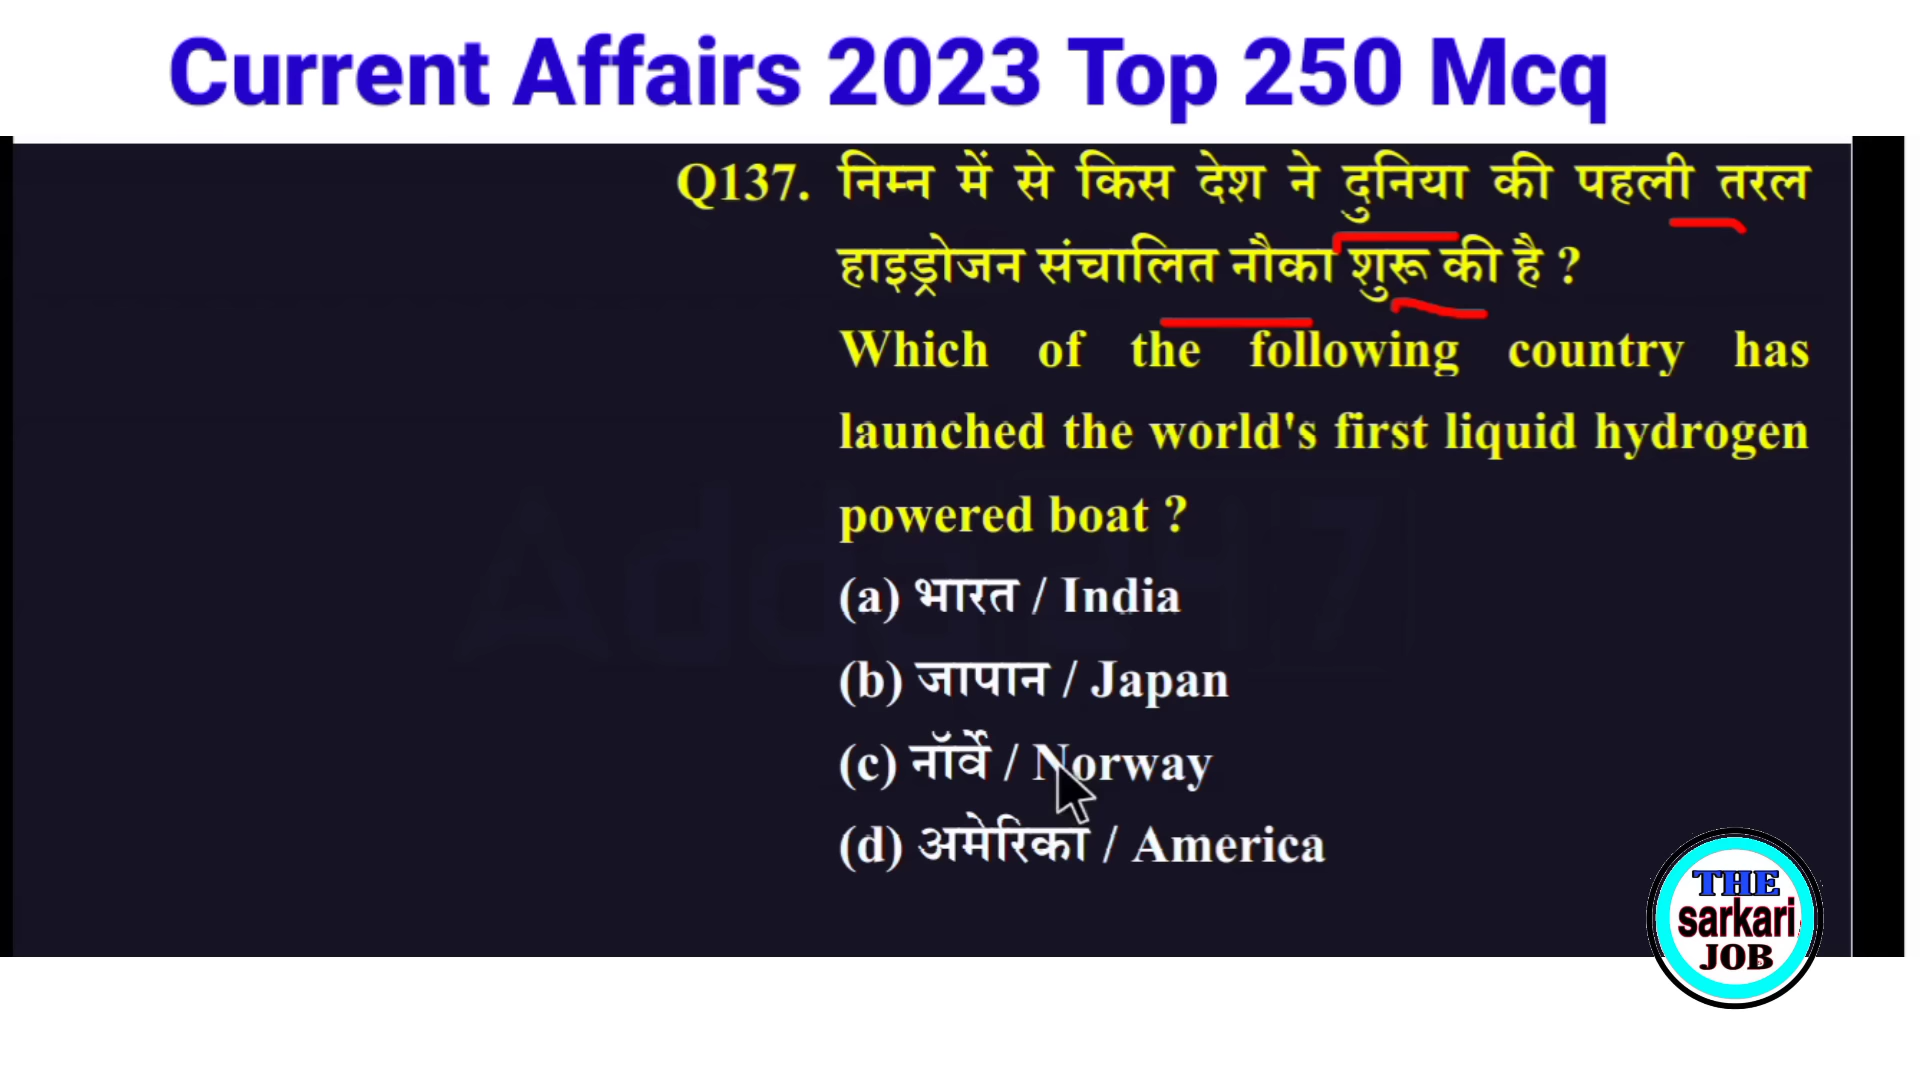 Current Affairs 2023 Top 250 Mcq
Q137. निम्न में से किस देश ने दुनिया की पहली तरल
हाइड्रोजन संचालित नौका शुरू की है ?
Which of the following country has
launched the world's first liquid hydrogen
powered boat ?
(a) भारत / India
(b) जापान / Japan
(c) नॉर्वे / Norway
(d) अमेरिका / America
THE
sarkari
JOB